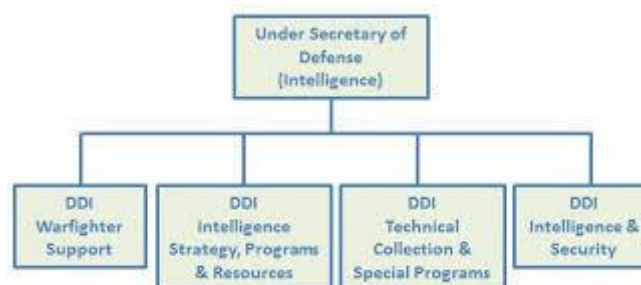 Under Secretary of
Defense
(Intelligence)
DDI
Warfighter
Support
DDI
Intelligence
Strategy, Programs
& Resources
DDI
Technical
Collection &
Special Programs
DDI
Intelligence &
Security